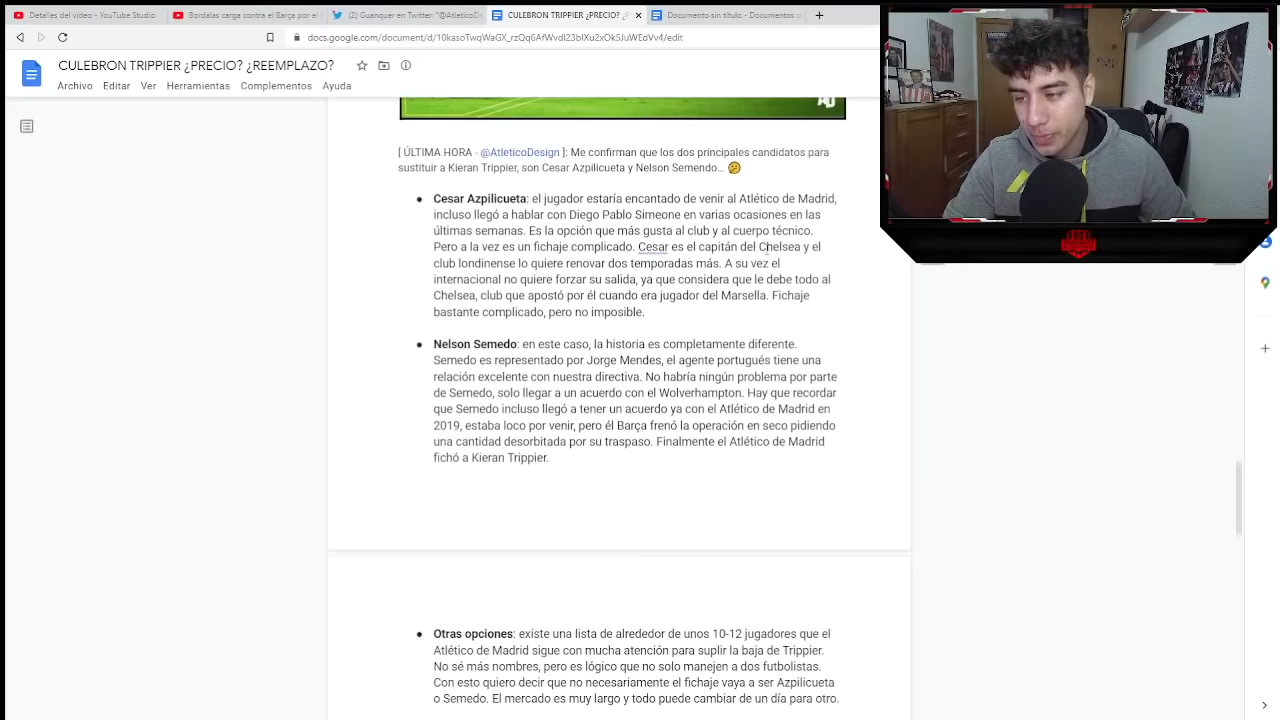 Detalles del vídeo - YouTube Studio
Bordalas carga contra el Barça por el
(2) Guanquer en Twitter: "@AtleticoD
CULEBRON TRIPPIER ¿PRECIO? ¿
Documento sin título - Documentos
docs.google.com/document/d/10kasoTwqWaGX_rzQq6AfWvdI23bIXu2xOk5JuWEdVv4/edit
CULEBRON TRIPPIER ¿PRECIO? ¿REEMPLAZO?
Archivo Editar Ver Herramientas Complementos Ayuda
[ ÚLTIMA HORA - @AtleticoDesign ]: Me confirman que los dos principales candidatos para
sustituir a Kieran Trippier, son Cesar Azpilicueta y Nelson Semendo... 🤔
● Cesar Azpilicueta: el jugador estaría encantado de venir al Atlético de Madrid,
incluso llegó a hablar con Diego Pablo Simeone en varias ocasiones en las
últimas semanas. Es la opción que más gusta al club y al cuerpo técnico.
Pero a la vez es un fichaje complicado. Cesar es el capitán del Chelsea y el
club londinense lo quiere renovar dos temporadas más. A su vez el
internacional no quiere forzar su salida, ya que considera que le debe todo al
Chelsea, club que apostó por él cuando era jugador del Marsella. Fichaje
bastante complicado, pero no imposible.
● Nelson Semedo: en este caso, la historia es completamente diferente.
Semedo es representado por Jorge Mendes, el agente portugués tiene una
relación excelente con nuestra directiva. No habría ningún problema por parte
de Semedo, solo llegar a un acuerdo con el Wolverhampton. Hay que recordar
que Semedo incluso llegó a tener un acuerdo ya con el Atlético de Madrid en
2019, estaba loco por venir, pero él Barça frenó la operación en seco pidiendo
una cantidad desorbitada por su traspaso. Finalmente el Atlético de Madrid
fichó a Kieran Trippier.
● Otras opciones: existe una lista de alrededor de unos 10-12 jugadores que el
Atlético de Madrid sigue con mucha atención para suplir la baja de Trippier.
No sé más nombres, pero es lógico que no solo manejen a dos futbolistas.
Con esto quiero decir que no necesariamente el fichaje vaya a ser Azpilicueta
o Semedo. El mercado es muy largo y todo puede cambiar de un día para otro.